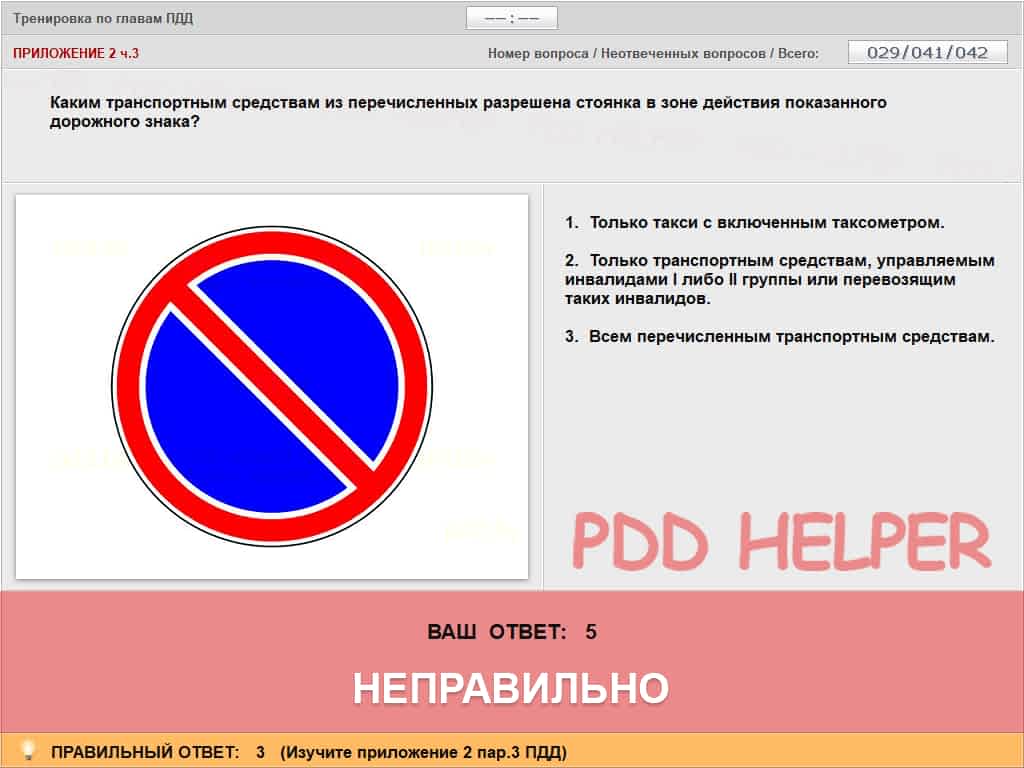 Тренировка по главам ПДД
–– : ––
ПРИЛОЖЕНИЕ 2 ч.3
Номер вопроса / Неотвеченных вопросов / Всего:
029/041/042
Каким транспортным средствам из перечисленных разрешена стоянка в зоне действия показанного
дорожного знака?
1. Только такси с включенным таксометром.
2. Только транспортным средствам, управляемым
инвалидами I либо II группы или перевозящим
таких инвалидов.
3. Всем перечисленным транспортным средствам.
PDD HELPER
ВАШ ОТВЕТ: 5
НЕПРАВИЛЬНО
ПРАВИЛЬНЫЙ ОТВЕТ: 3 (Изучите приложение 2 пар.3 ПДД)